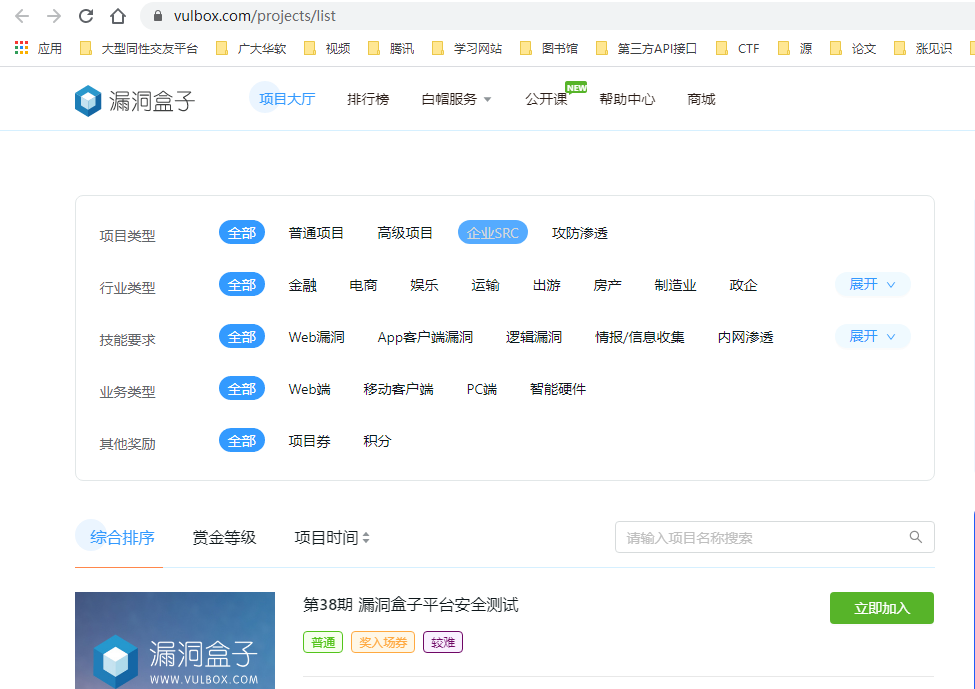 vulbox.com/projects/list
应用 大型同性交友平台 广大华软 视频 腾讯 学习网站 图书馆 第三方API接口 CTF 源 论文 涨见识
漏洞盒子 项目大厅 排行榜 白帽服务 公开课 NEW 帮助中心 商城
项目类型 全部 普通项目 高级项目 企业SRC 攻防渗透
行业类型 全部 金融 电商 娱乐 运输 出游 房产 制造业 政企 展开
技能要求 全部 Web漏洞 App客户端漏洞 逻辑漏洞 情报/信息收集 内网渗透 展开
业务类型 全部 Web端 移动客户端 PC端 智能硬件
其他奖励 全部 项目券 积分
综合排序 赏金等级 项目时间 请输入项目名称搜索
第38期 漏洞盒子平台安全测试 立即加入
普通 奖入场券 较难
漏洞盒子
WWW.VULBOX.COM